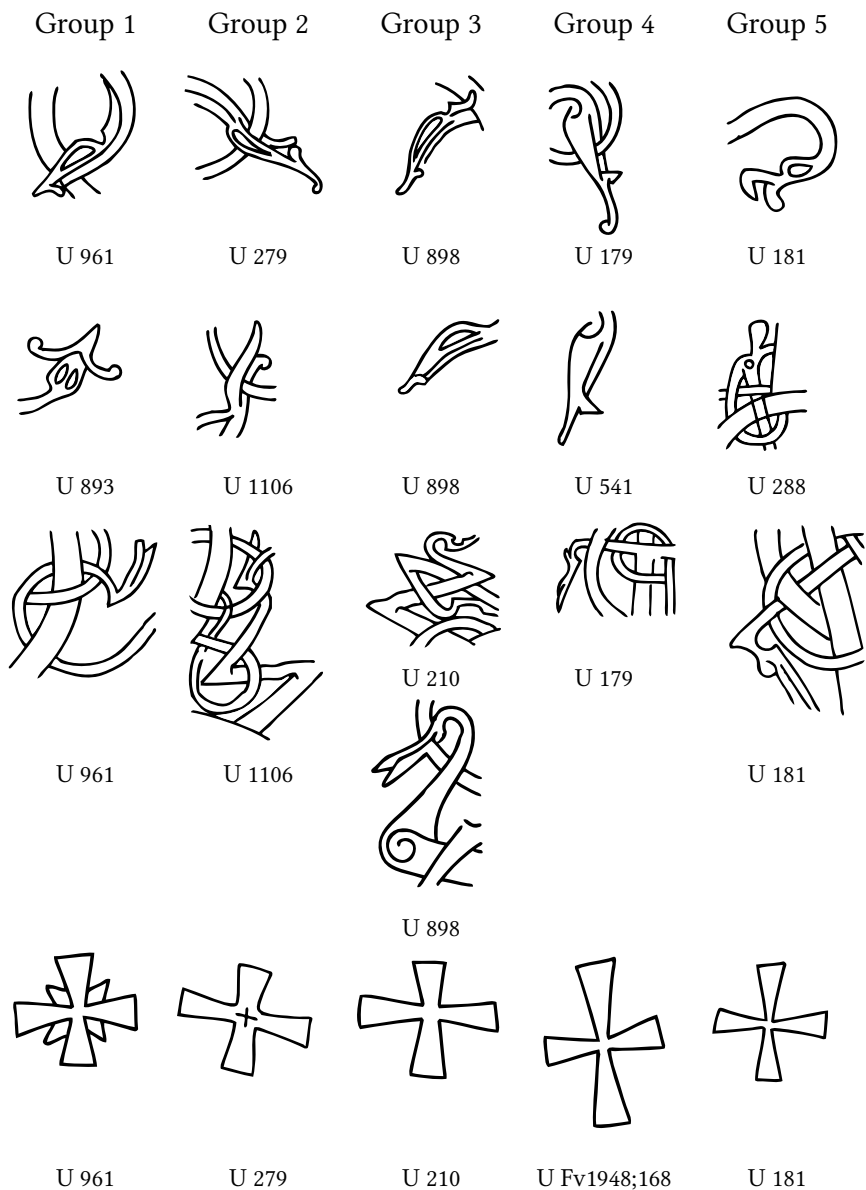 Group 1 Group 2 Group 3 Group 4 Group 5
U 961 U 279 U 898 U 179 U 181
U 893 U 1106 U 898 U 541 U 288
U 210 U 179
U 961 U 1106 U 181
U 898
U 961 U 279 U 210 U Fv1948;168 U 181